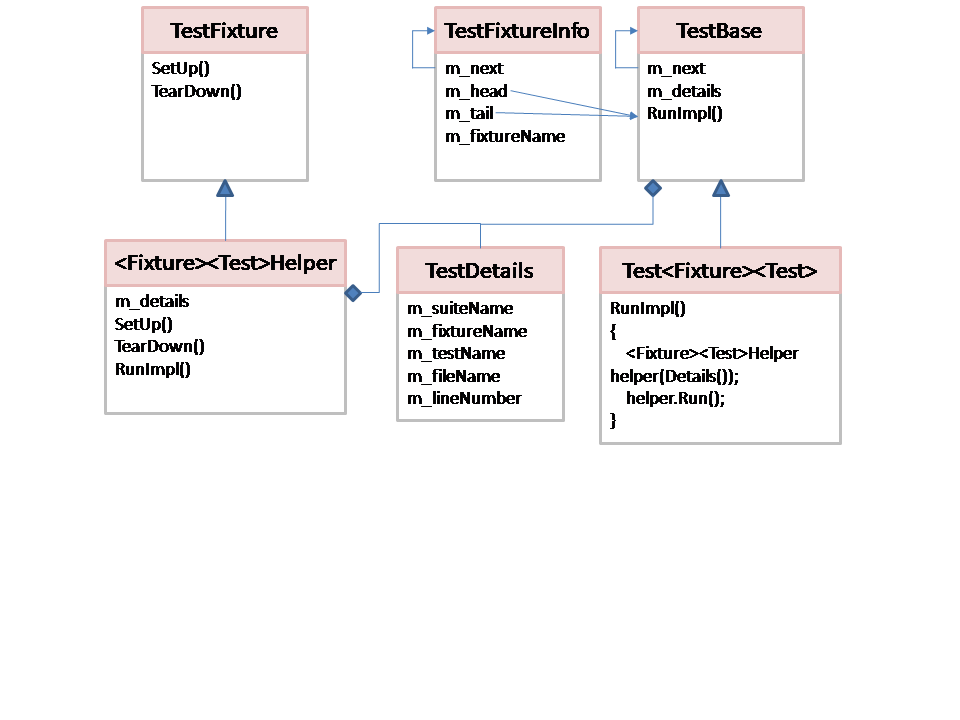 TestFixture
SetUp()
TearDown()
TestFixtureInfo
m_next
m_head
m_tail
m_fixtureName
TestBase
m_next
m_details
RunImpl()
<Fixture><Test>Helper
m_details
SetUp()
TearDown()
RunImpl()
TestDetails
m_suiteName
m_fixtureName
m_testName
m_fileName
m_lineNumber
Test<Fixture><Test>
RunImpl()
{
<Fixture><Test>Helper
helper(Details());
helper.Run();
}